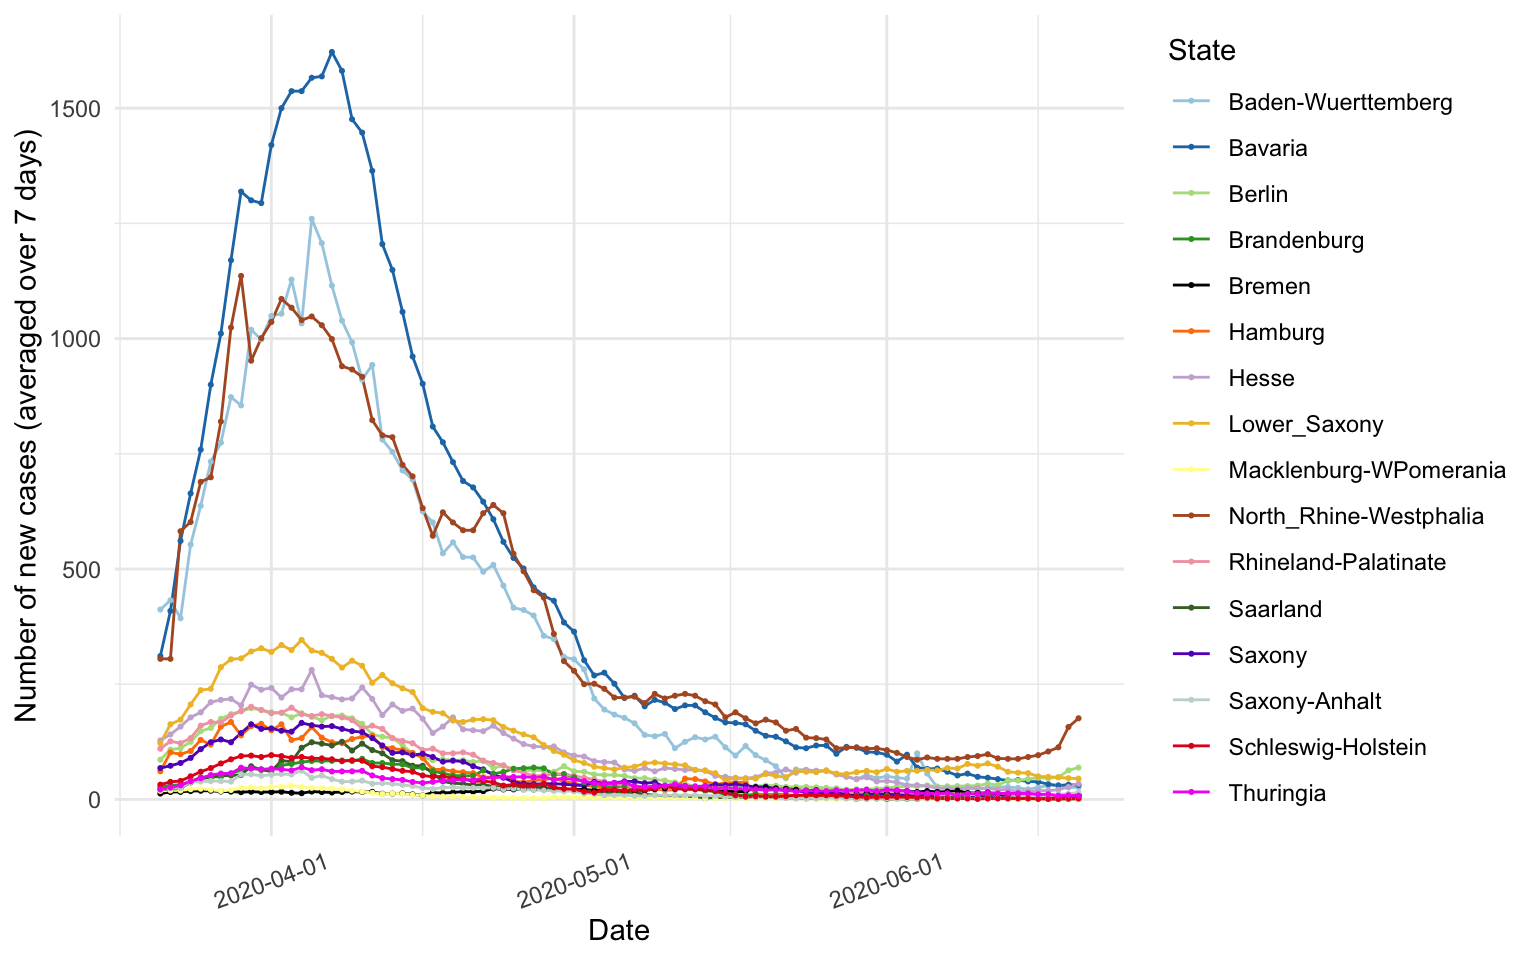 Number of new cases (averaged over 7 days)
1500
1000
500
0
2020-04-01
2020-05-01
2020-06-01
Date
State
Baden-Wuerttemberg
Bavaria
Berlin
Brandenburg
Bremen
Hamburg
Hesse
Lower_Saxony
Macklenburg-WPomerania
North_Rhine-Westphalia
Rhineland-Palatinate
Saarland
Saxony
Saxony-Anhalt
Schleswig-Holstein
Thuringia